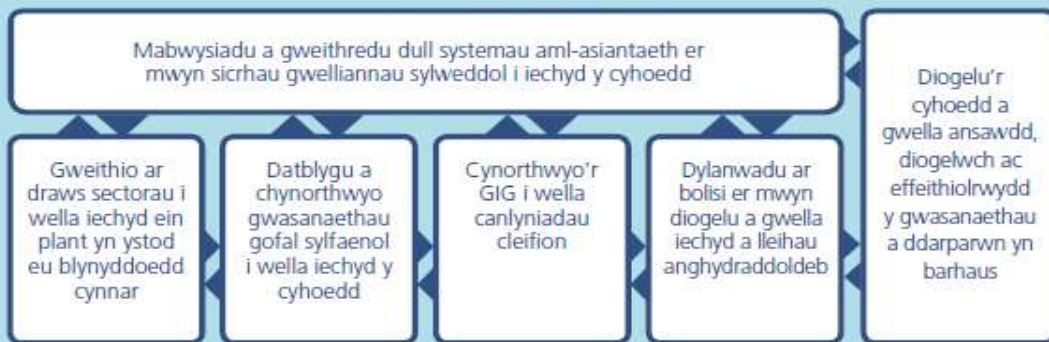 Mabwysiadu a gweithredu dull systemau aml-asiantaeth er
mwyn sicrhau gwelliannau sylweddol i iechyd y cyhoedd
Gweithio ar
draws sectorau i
wella iechyd ein
plant yn ystod
eu blynyddoedd
cynnar
Datblygu a
chynorthwyo
gwasanaethau
gofal sylfaenol
i wella iechyd y
cyhoedd
Cynorthwyo'r
GIG i wella
canlyniadau
cleifion
Dylanwadu ar
bolisi er mwyn
diogelu a gwella
iechyd a lleihau
anghydraddoldeb
Diogelu'r
cyhoedd a
gwella ansawdd,
diogelwch ac
effeithiolrwydd
y gwasanaethau
a ddarparwn yn
barhaus